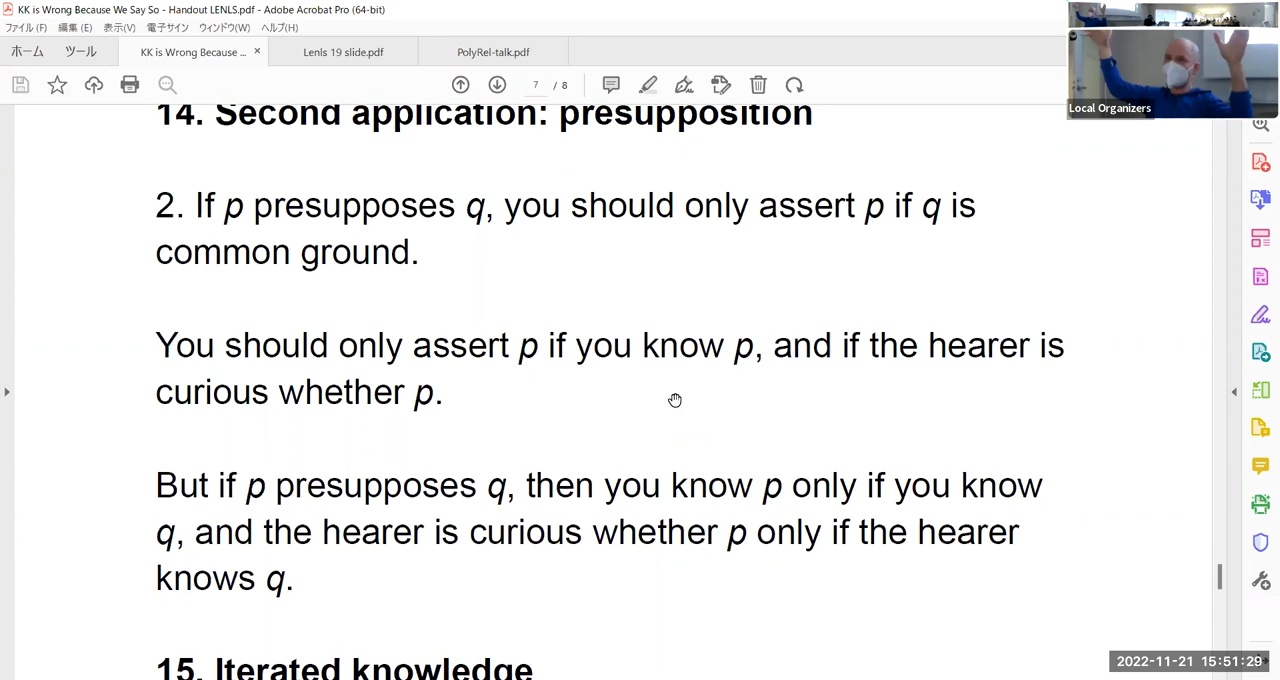 KK is Wrong Because We Say So - Handout LENLS.pdf - Adobe Acrobat Pro (64-bit)
ファイル(F) 編集(E) 表示(V) 電子サイン ウィンドウ(W) ヘルプ(H)
ホーム ツール KK is Wrong Because ... × Lenls 19 slide.pdf PolyRel-talk.pdf
7 / 8
Local Organizers
14. Second application: presupposition
2. If p presupposes q, you should only assert p if q is
common ground.
You should only assert p if you know p, and if the hearer is
curious whether p.
But if p presupposes q, then you know p only if you know
q, and the hearer is curious whether p only if the hearer
knows q.
15. Iterated knowledge
2022-11-21 15:51:29